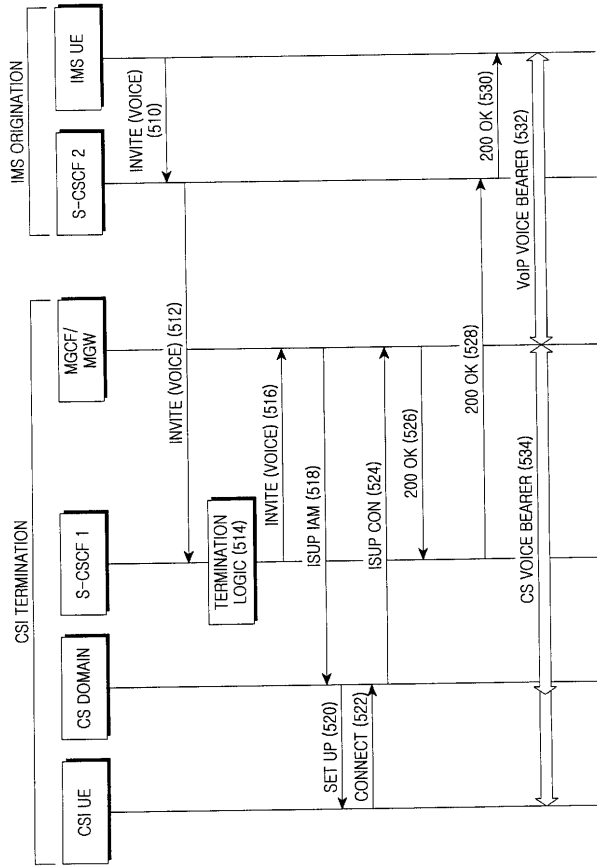 CSI TERMINATION
IMS ORIGINATION
CSI UE
CS DOMAIN
S-CSCF 1
MGCF/
MGW
S-CSCF 2
IMS UE
INVITE (VOICE)
(510)
INVITE (VOICE) (512)
TERMINATION
LOGIC (514)
INVITE (VOICE) (516)
ISUP IAM (518)
SET UP (520)
CONNECT (522)
ISUP CON (524)
200 OK (526)
200 OK (528)
200 OK (530)
VoIP VOICE BEARER (532)
CS VOICE BEARER (534)